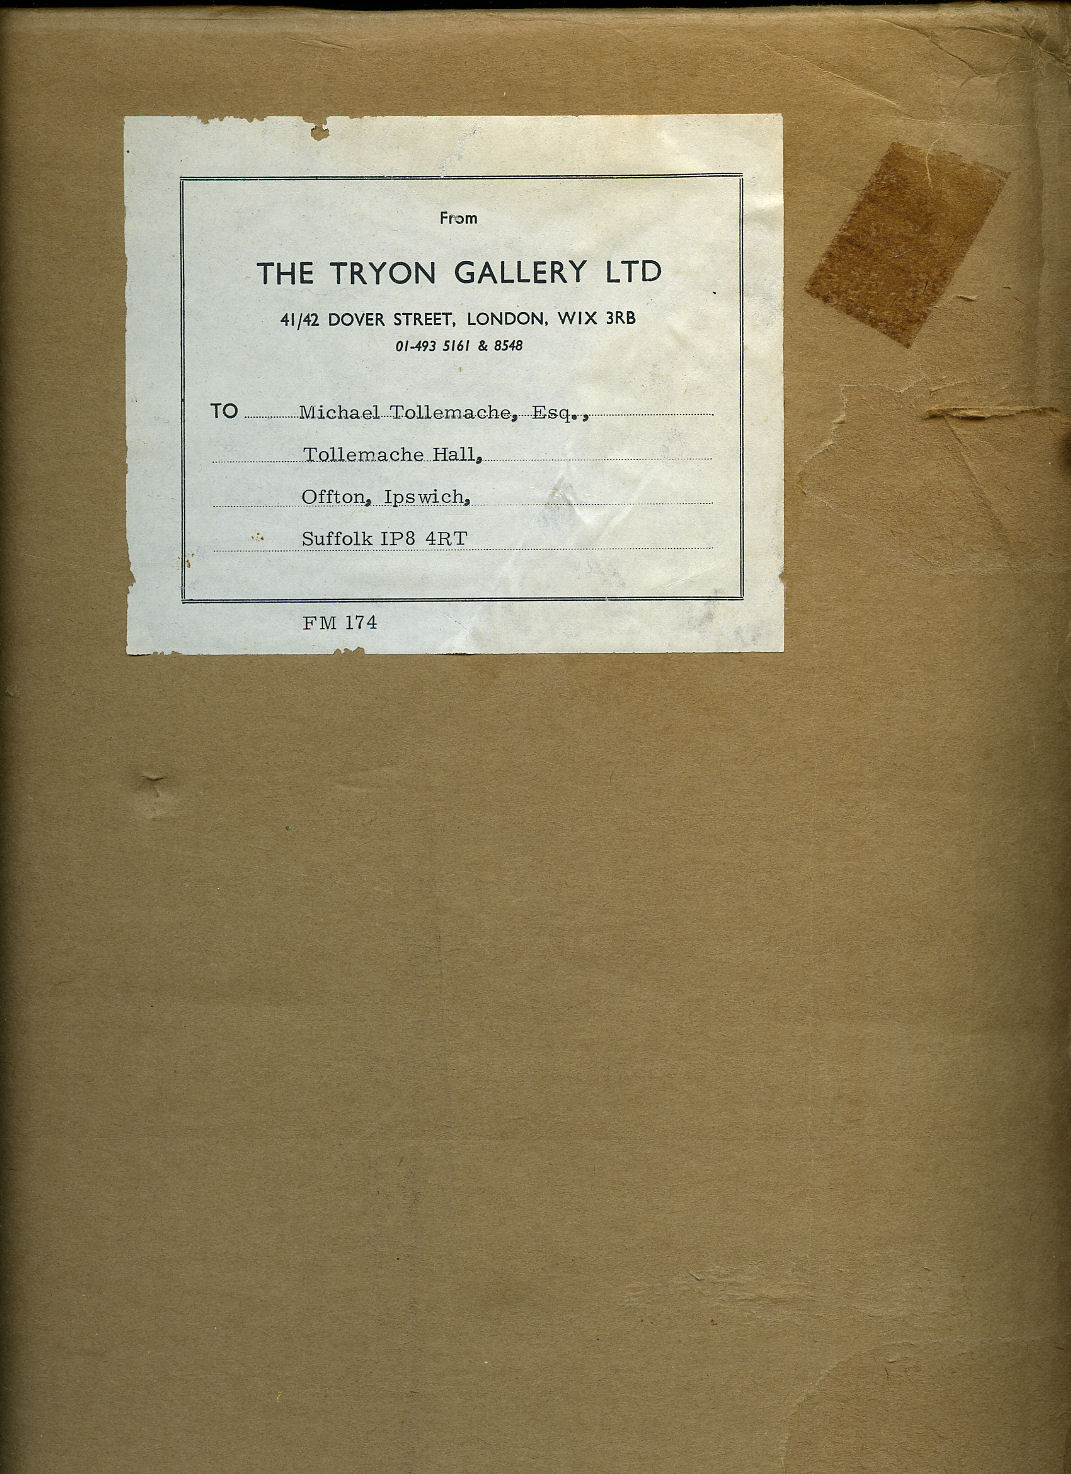 From
THE TRYON GALLERY LTD
41/42 DOVER STREET, LONDON, W1X 3RB
01-493 5161 & 8548
TO Michael Tollemache, Esq.,
Tollemache Hall,
Offton, Ipswich,
Suffolk IP8 4RT
FM 174